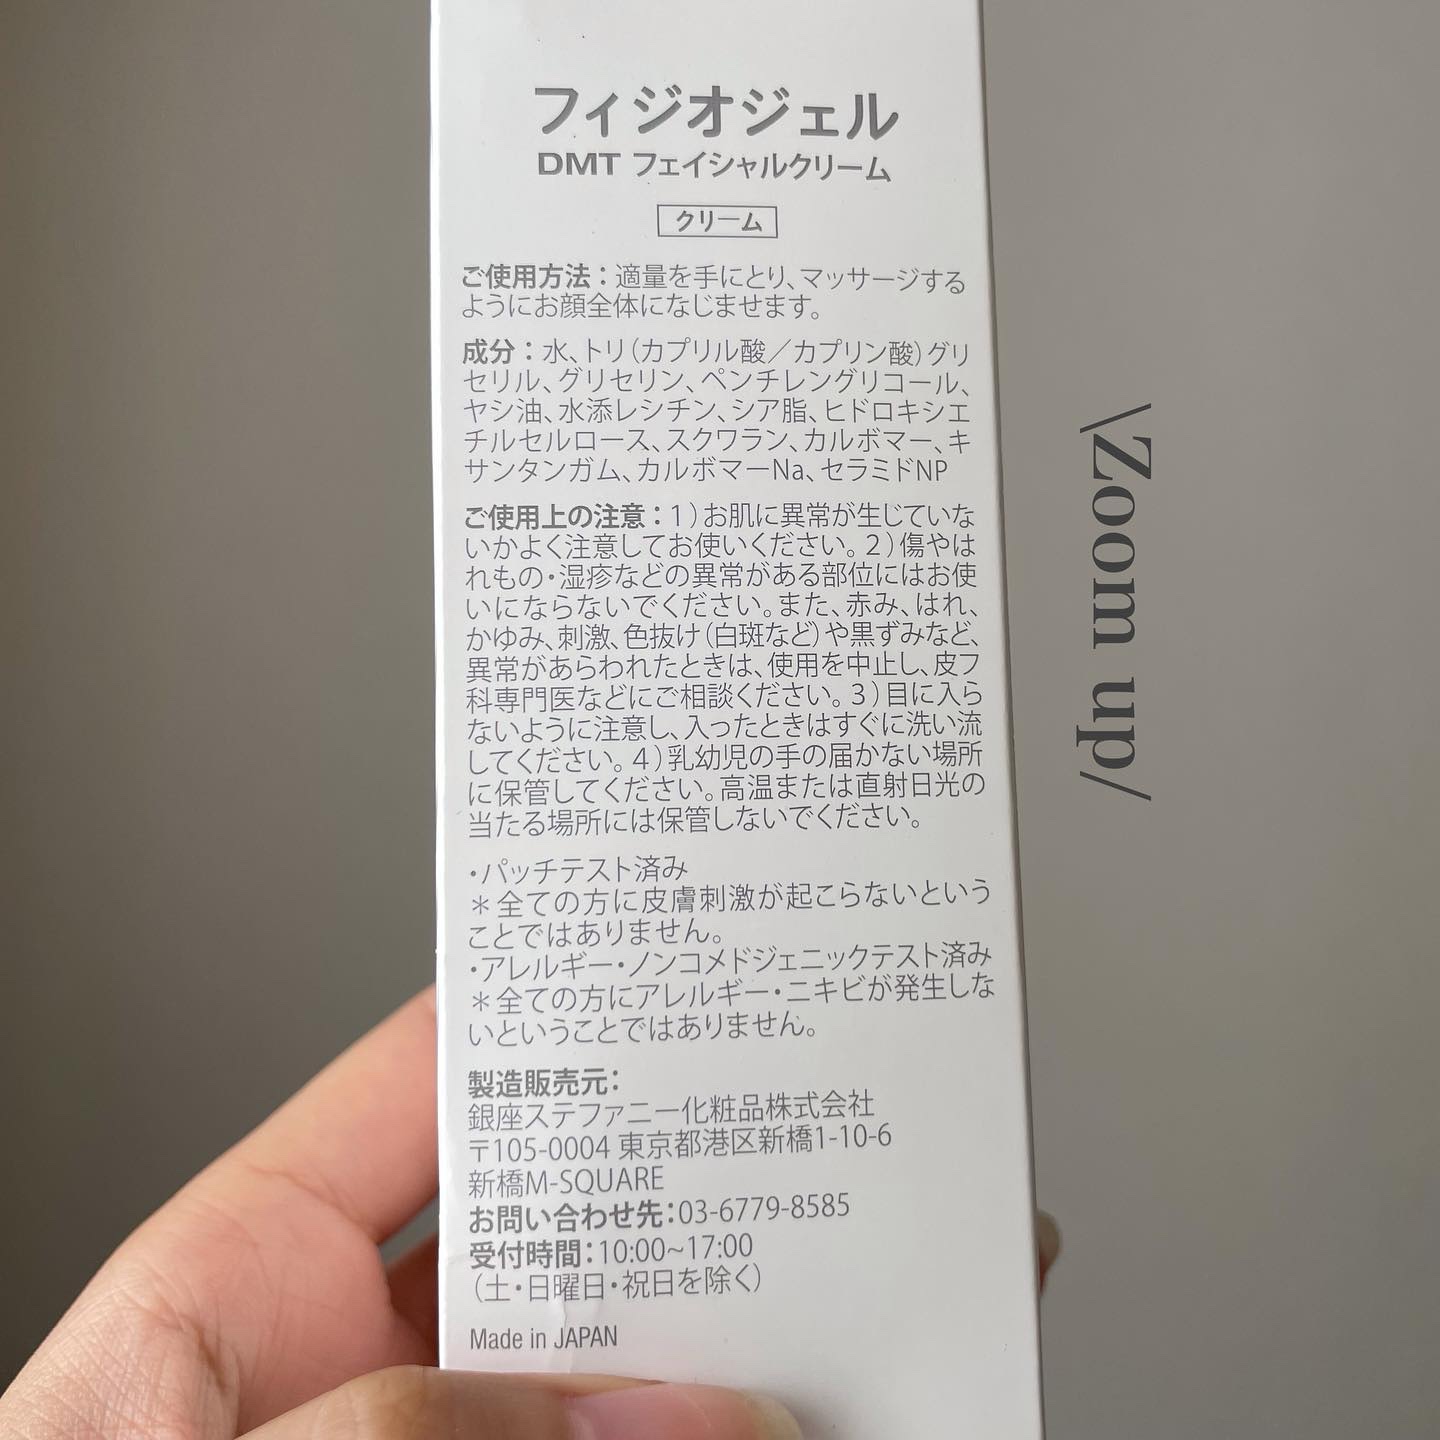 フィジオジェル
DMT フェイシャルクリーム
クリーム
ご使用方法：適量を手にとり、マッサージする
ようにお顔全体になじませます。
成分：水、トリ（カプリル酸／カプリン酸）グリ
セリル、グリセリン、ペンチレングリコール、
ヤシ油、水添レシチン、シア脂、ヒドロキシエ
チルセルロース、スクワラン、カルボマー、キ
サンタンガム、カルボマーNa、セラミドNP
ご使用上の注意：1）お肌に異常が生じていな
いかよく注意してお使いください。2）傷やは
れもの・湿疹などの異常がある部位にはお使
いにならないでください。また、赤み、はれ、
かゆみ、刺激、色抜け（白斑など）や黒ずみなど、
異常があらわれたときは、使用を中止し、皮フ
科専門医などにご相談ください。3）目に入ら
ないように注意し、入ったときはすぐに洗い流
してください。4）乳幼児の手の届かない場所
に保管してください。高温または直射日光の
当たる場所には保管しないでください。
・パッチテスト済み
＊全ての方に皮膚刺激が起こらないという
ことではありません。
・アレルギー・ノンコメドジェニックテスト済み
＊全ての方にアレルギー・ニキビが発生しな
いということではありません。
製造販売元：
銀座ステファニー化粧品株式会社
〒105-0004 東京都港区新橋1-10-6
新橋M-SQUARE
お問い合わせ先：03-6779-8585
受付時間：10:00~17:00
（土・日曜日・祝日を除く）
Made in JAPAN
\Zoom up/